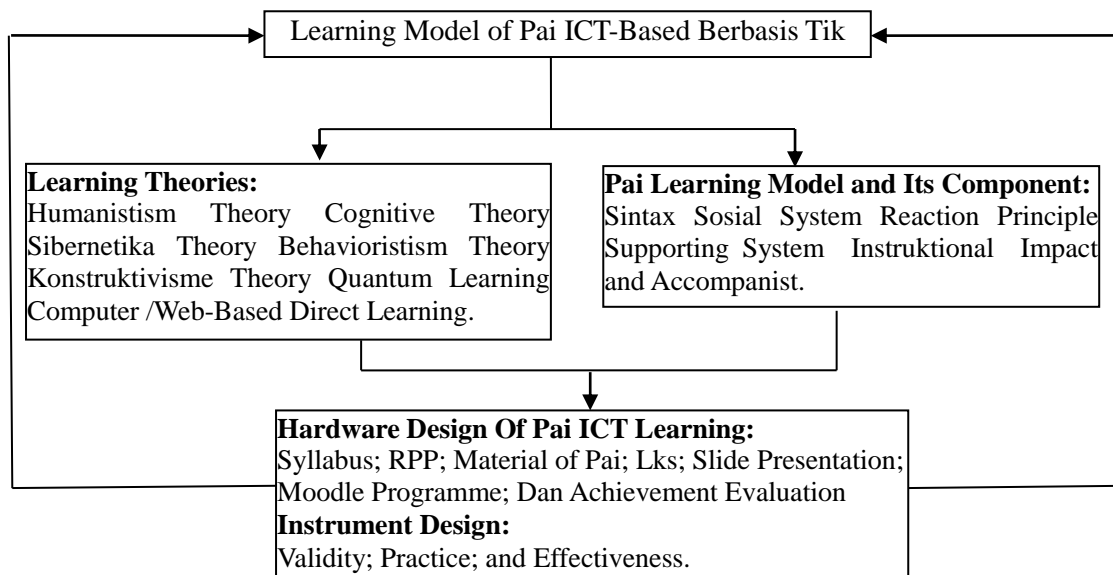 Learning Model of Pai ICT-Based Berbasis Tik
Learning Theories:
Humanistism Theory Cognitive Theory
Sibernetika Theory Behavioristism Theory
Konstruktivisme Theory Quantum Learning
Computer /Web-Based Direct Learning.
Pai Learning Model and Its Component:
Sintax Sosial System Reaction Principle
Supporting System Instruktional Impact
and Accompanist.
Hardware Design Of Pai ICT Learning:
Syllabus; RPP; Material of Pai; Lks; Slide Presentation;
Moodle Programme; Dan Achievement Evaluation
Instrument Design:
Validity; Practice; and Effectiveness.